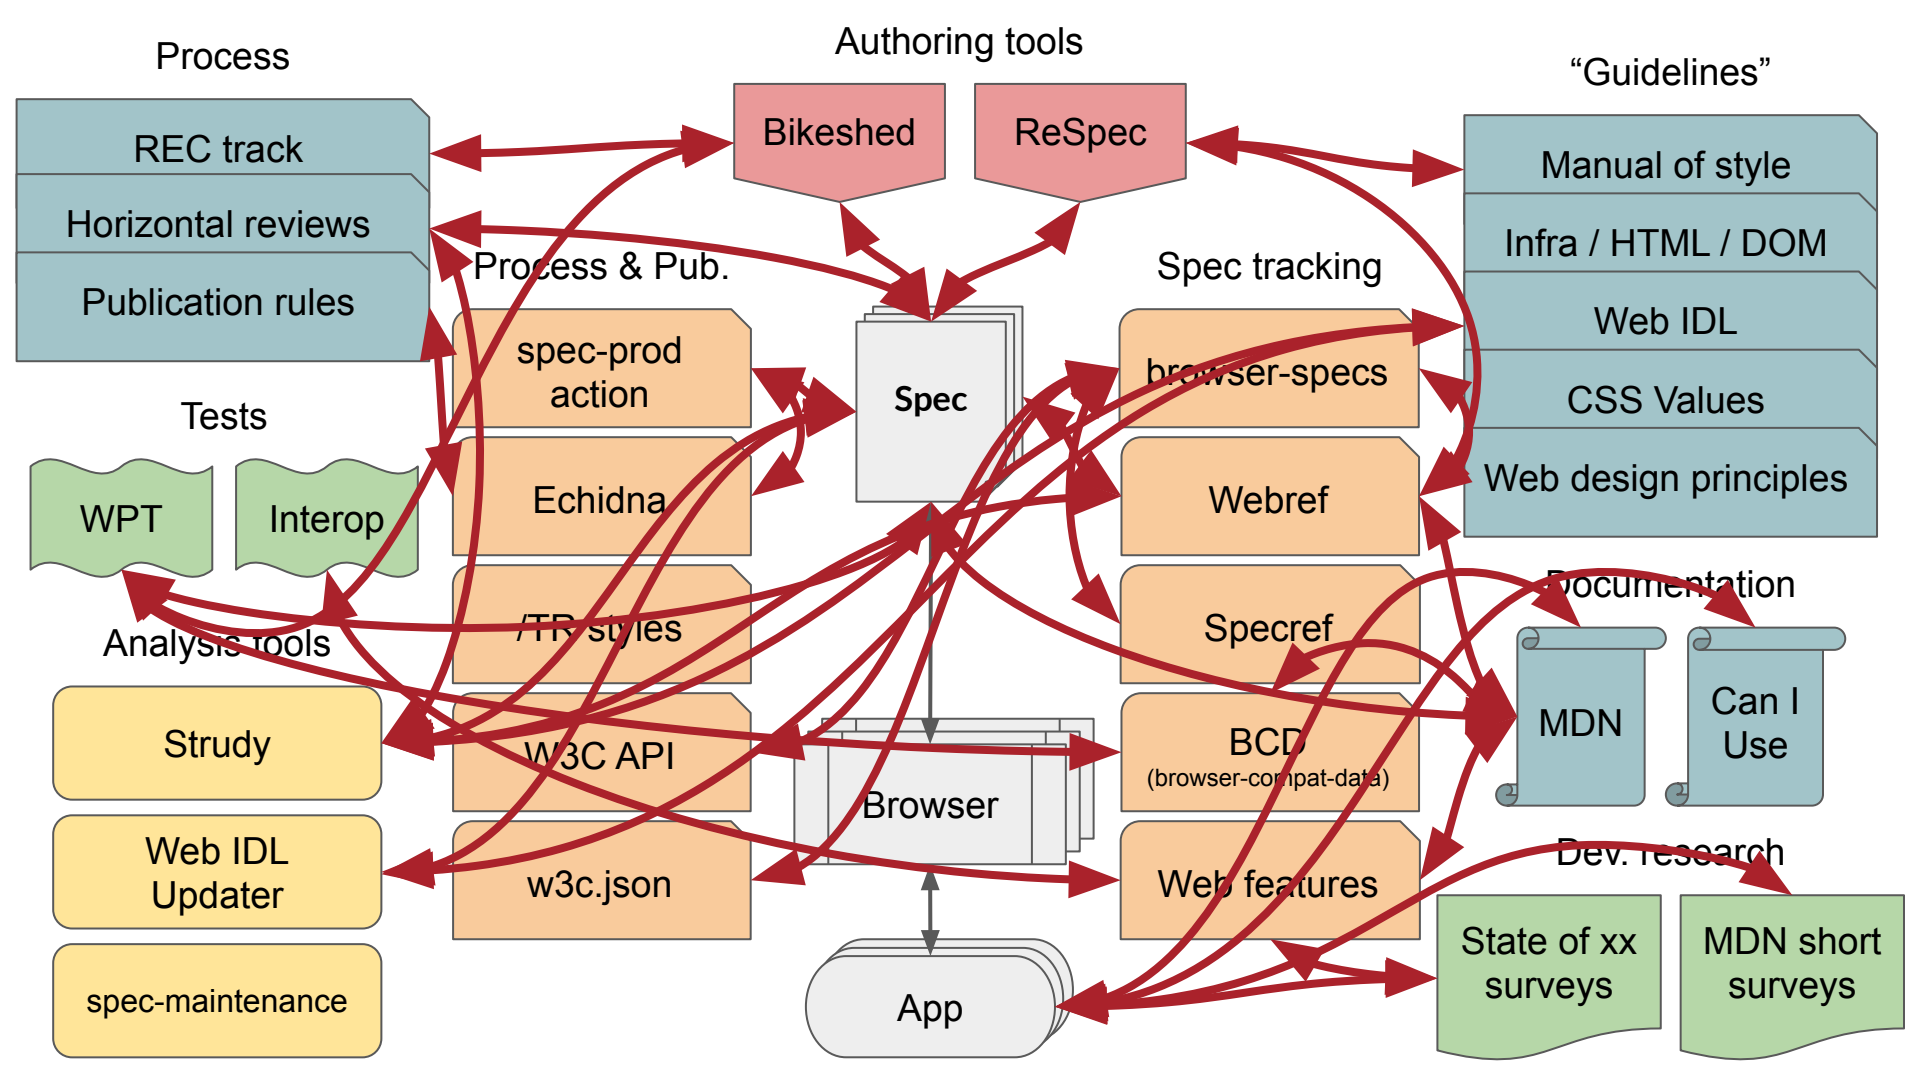 Process
REC track
Horizontal reviews
Publication rules
Tests
WPT
Interop
Analysis tools
Strudy
Web IDL
Updater
spec-maintenance
Authoring tools
Bikeshed
ReSpec
Process & Pub.
spec-prod
action
Echidna
/TR styles
W3C API
w3c.json
Spec
Browser
App
Spec tracking
browser-specs
Webref
Specref
BCD
(browser-compat-data)
Web features
“Guidelines”
Manual of style
Infra / HTML / DOM
Web IDL
CSS Values
Web design principles
Documentation
MDN
Can I
Use
Dev. research
State of xx
surveys
MDN short
surveys